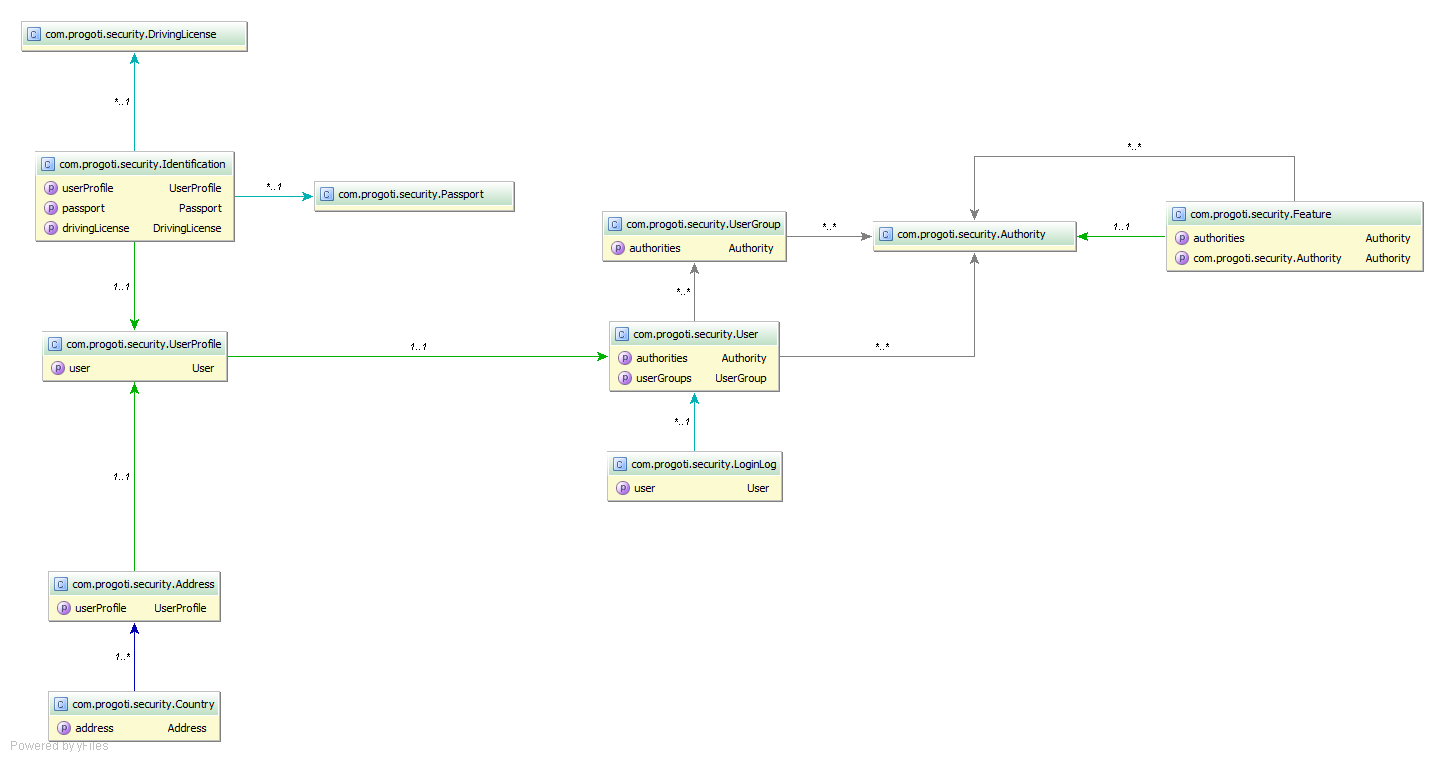 com.progoti.security.DrivingLicense
*..1
com.progoti.security.Identification
userProfile UserProfile
passport Passport
drivingLicense DrivingLicense
*..1
com.progoti.security.Passport
1..1
com.progoti.security.UserProfile
user User
1..1
1..1
com.progoti.security.Address
userProfile UserProfile
1..*
com.progoti.security.Country
address Address
com.progoti.security.UserGroup
authorities Authority
*..*
*..*
com.progoti.security.User
authorities Authority
userGroups UserGroup
*..*
*..1
com.progoti.security.LoginLog
user User
com.progoti.security.Authority
*..*
1..1
com.progoti.security.Feature
authorities Authority
com.progoti.security.Authority Authority
Powered by yFiles